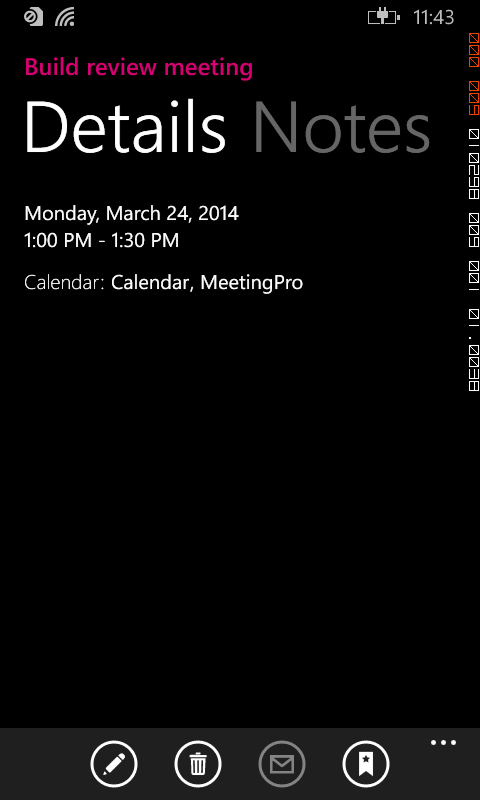 11:43
Build review meeting
Details Notes
Monday, March 24, 2014
1:00 PM - 1:30 PM
Calendar: Calendar, MeetingPro